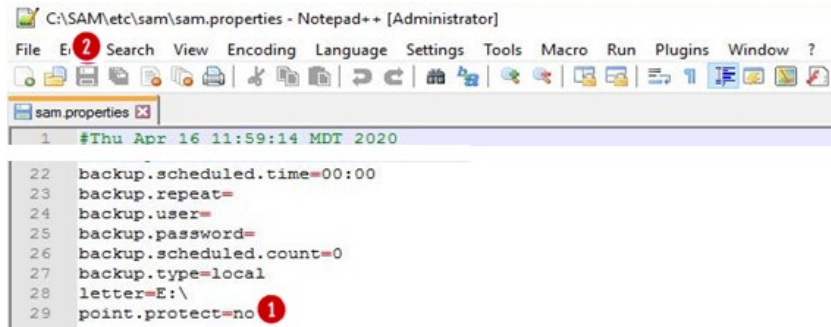 C:\SAM\etc\sam\sam.properties - Notepad++ [Administrator]
File E 2 Search View Encoding Language Settings Tools Macro Run Plugins Window ?
sam.properties
1 #Thu Apr 16 11:59:14 MDT 2020
22 backup.scheduled.time=00:00
23 backup.repeat=
24 backup.user=
25 backup.password=
26 backup.scheduled.count=0
27 backup.type=local
28 letter=E:\
29 point.protect=no 1